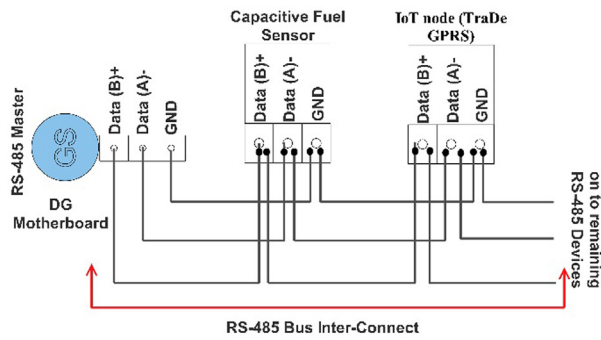 Capacitive Fuel
Sensor
IoT node (TraDe
GPRS)
RS-485 Master
GS
DG
Motherboard
Data (B)+
Data (A)-
GND
Data (B)+
Data (A)-
GND
Data (B)+
Data (A)-
GND
on to remaining
RS-485 Devices
RS-485 Bus Inter-Connect